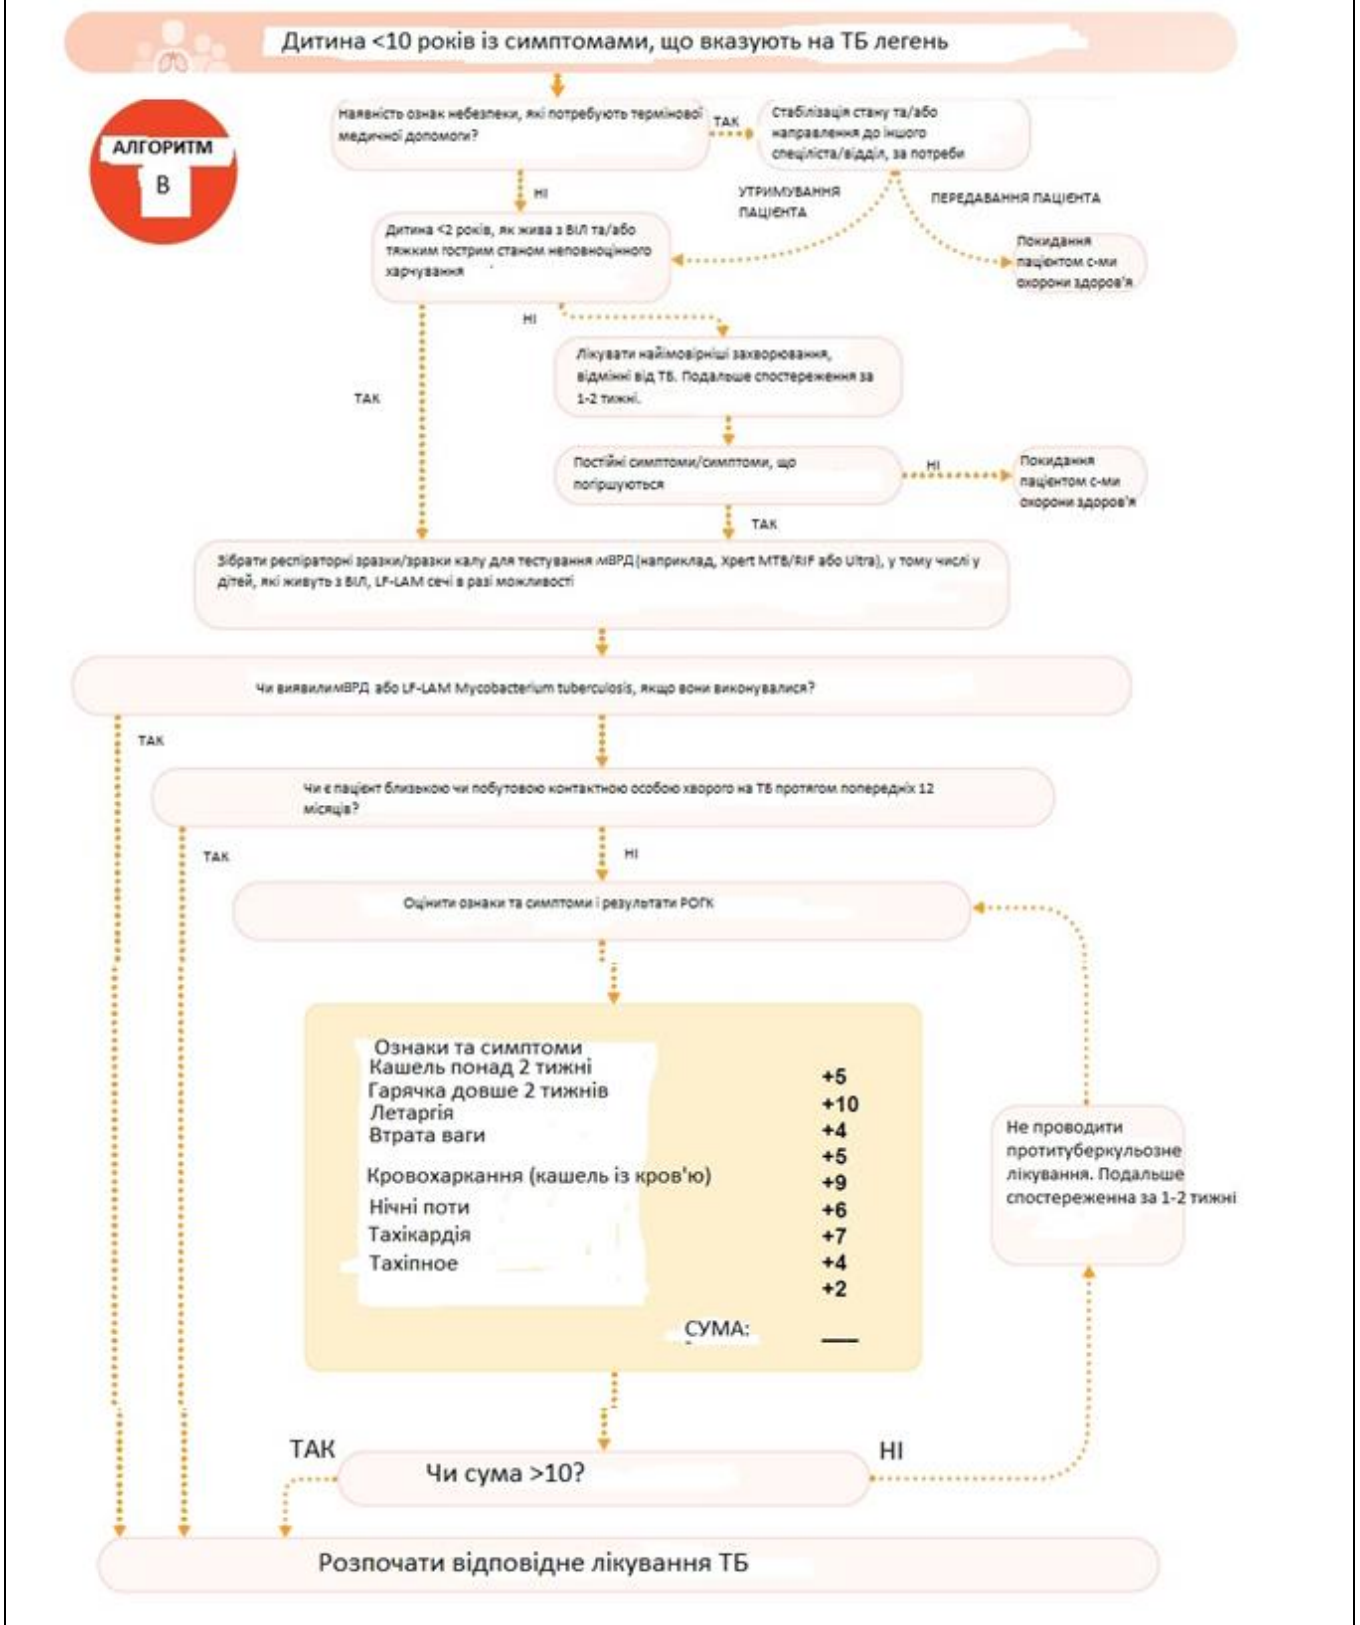 Дитина <10 років із симптомами, що вказують на ТБ легень
АЛГОРИТМ
В
Наявність ознак небезпеки, які потребують термінової
медичної допомоги?
ТАК
Стабілізація стану та/або
направлення до іншого
спеціліста/відділ, за потреби
НІ
УТРИМУВАННЯ
ПАЦІЄНТА
ПЕРЕДАВАННЯ ПАЦІЄНТА
Дитина <2 років, як жива з ВІЛ та/або
тяжким гострим станом неповноцінного
харчування
Покидання
пацієнтом с-ми
охорони здоров'я
НІ
ТАК
Лікувати найімовірніші захворювання,
відмінні від ТБ. Подальше спостереження за
1-2 тижні.
Постійні симптоми/симптоми, що
погіршуються
НІ
Покидання
пацієнтом с-ми
охорони здоров'я
ТАК
Зібрати респіраторні зразки/зразки калу для тестування мВРД (наприклад, Xpert MTB/RIF або Ultra), у тому числі у
дітей, які живуть з ВІЛ, LF-LAM сечі в разі можливості
Чи виявилимВРД або LF-LAM Mycobacterium tuberculosis, якщо вони виконувалися?
ТАК
Чи є пацієнт близькою чи побутовою контактною особою хворого на ТБ протягом попередніх 12
місяців?
ТАК
НІ
Оцінити ознаки та симптоми і результати РОГК
Ознаки та симптоми
Кашель понад 2 тижні +5
Гарячка довше 2 тижнів +10
Летаргія +4
Втрата ваги +5
Кровохаркання (кашель із кров'ю) +9
Нічні поти +6
Тахікардія +7
Тахіпное +4
+2
СУМА: ___
Не проводити
протитуберкульозне
лікування. Подальше
спостереженна за 1-2 тижні
ТАК
Чи сума >10?
НІ
Розпочати відповідне лікування ТБ